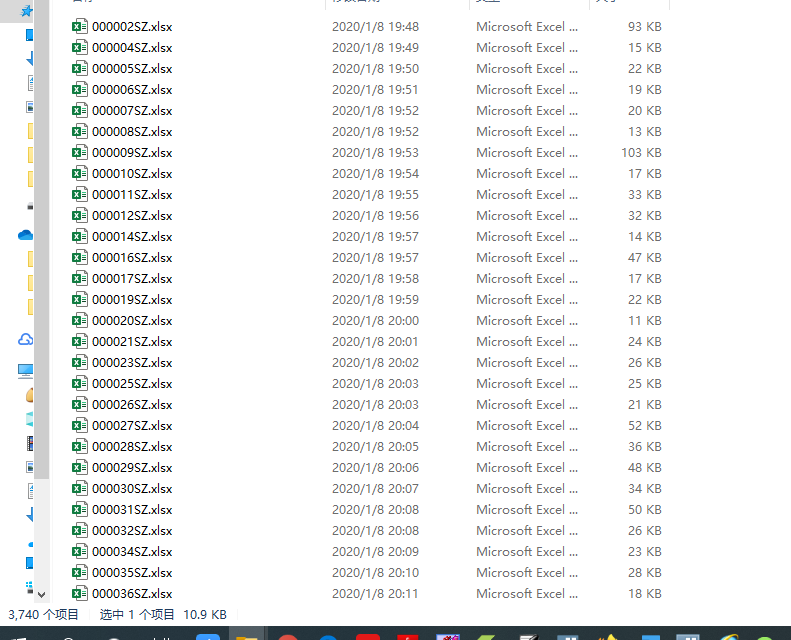 000002SZ.xlsx 2020/1/8 19:48 Microsoft Excel ... 93 KB
000004SZ.xlsx 2020/1/8 19:49 Microsoft Excel ... 15 KB
000005SZ.xlsx 2020/1/8 19:50 Microsoft Excel ... 22 KB
000006SZ.xlsx 2020/1/8 19:51 Microsoft Excel ... 19 KB
000007SZ.xlsx 2020/1/8 19:52 Microsoft Excel ... 20 KB
000008SZ.xlsx 2020/1/8 19:52 Microsoft Excel ... 13 KB
000009SZ.xlsx 2020/1/8 19:53 Microsoft Excel ... 103 KB
000010SZ.xlsx 2020/1/8 19:54 Microsoft Excel ... 17 KB
000011SZ.xlsx 2020/1/8 19:55 Microsoft Excel ... 33 KB
000012SZ.xlsx 2020/1/8 19:56 Microsoft Excel ... 32 KB
000014SZ.xlsx 2020/1/8 19:57 Microsoft Excel ... 14 KB
000016SZ.xlsx 2020/1/8 19:57 Microsoft Excel ... 47 KB
000017SZ.xlsx 2020/1/8 19:58 Microsoft Excel ... 17 KB
000019SZ.xlsx 2020/1/8 19:59 Microsoft Excel ... 22 KB
000020SZ.xlsx 2020/1/8 20:00 Microsoft Excel ... 11 KB
000021SZ.xlsx 2020/1/8 20:01 Microsoft Excel ... 24 KB
000023SZ.xlsx 2020/1/8 20:02 Microsoft Excel ... 26 KB
000025SZ.xlsx 2020/1/8 20:03 Microsoft Excel ... 25 KB
000026SZ.xlsx 2020/1/8 20:03 Microsoft Excel ... 21 KB
000027SZ.xlsx 2020/1/8 20:04 Microsoft Excel ... 52 KB
000028SZ.xlsx 2020/1/8 20:05 Microsoft Excel ... 36 KB
000029SZ.xlsx 2020/1/8 20:06 Microsoft Excel ... 48 KB
000030SZ.xlsx 2020/1/8 20:07 Microsoft Excel ... 34 KB
000031SZ.xlsx 2020/1/8 20:08 Microsoft Excel ... 50 KB
000032SZ.xlsx 2020/1/8 20:08 Microsoft Excel ... 26 KB
000034SZ.xlsx 2020/1/8 20:09 Microsoft Excel ... 23 KB
000035SZ.xlsx 2020/1/8 20:10 Microsoft Excel ... 28 KB
000036SZ.xlsx 2020/1/8 20:11 Microsoft Excel ... 18 KB
3,740 个项目 选中 1 个项目 10.9 KB